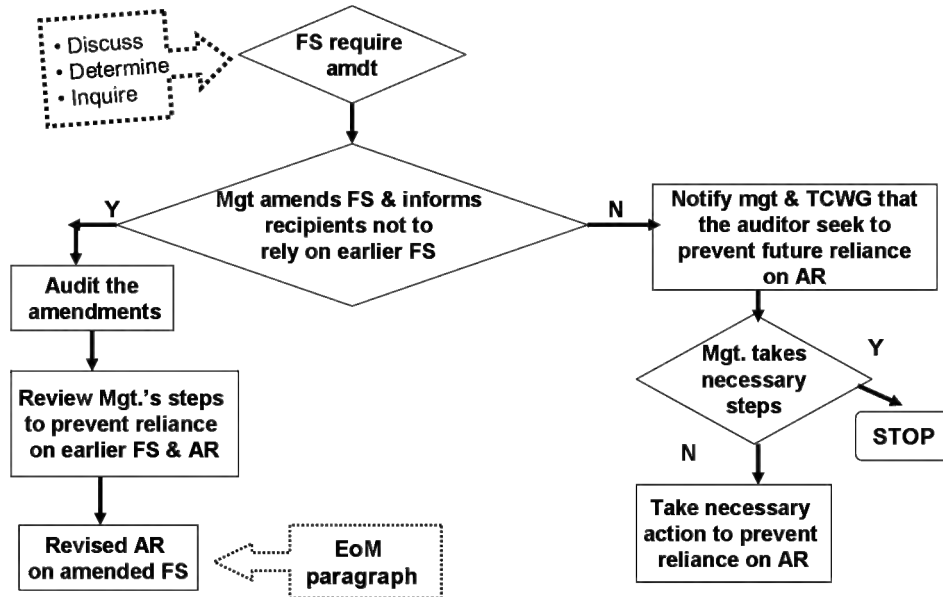 • Discuss
• Determine
• Inquire
FS require
amdt
Mgt amends FS & informs
recipients not to
rely on earlier FS
Y
N
Notify mgt & TCWG that
the auditor seek to
prevent future reliance
on AR
Audit the
amendments
Mgt. takes
necessary
steps
Y
STOP
Review Mgt.'s steps
to prevent reliance
on earlier FS & AR
N
Take necessary
action to prevent
reliance on AR
Revised AR
on amended FS
EoM
paragraph